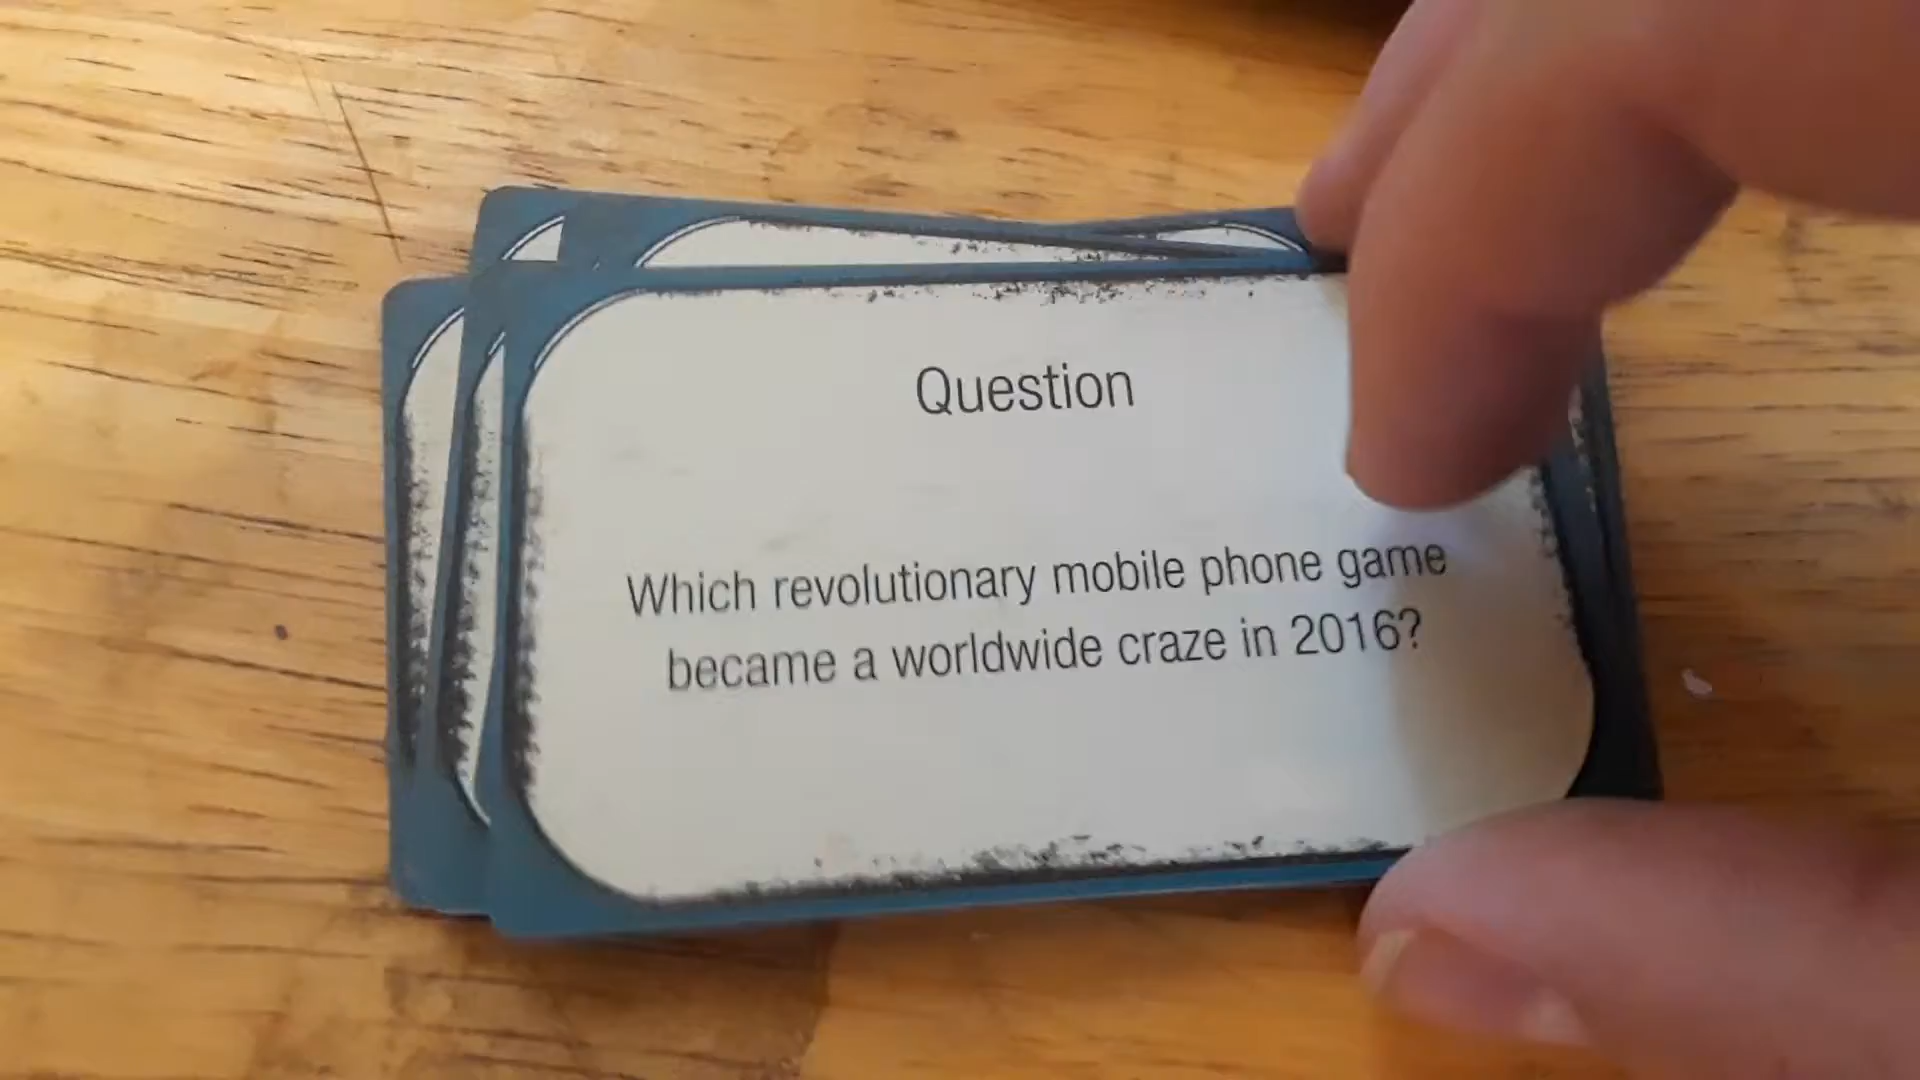 Question
Which revolutionary mobile phone game
became a worldwide craze in 2016?